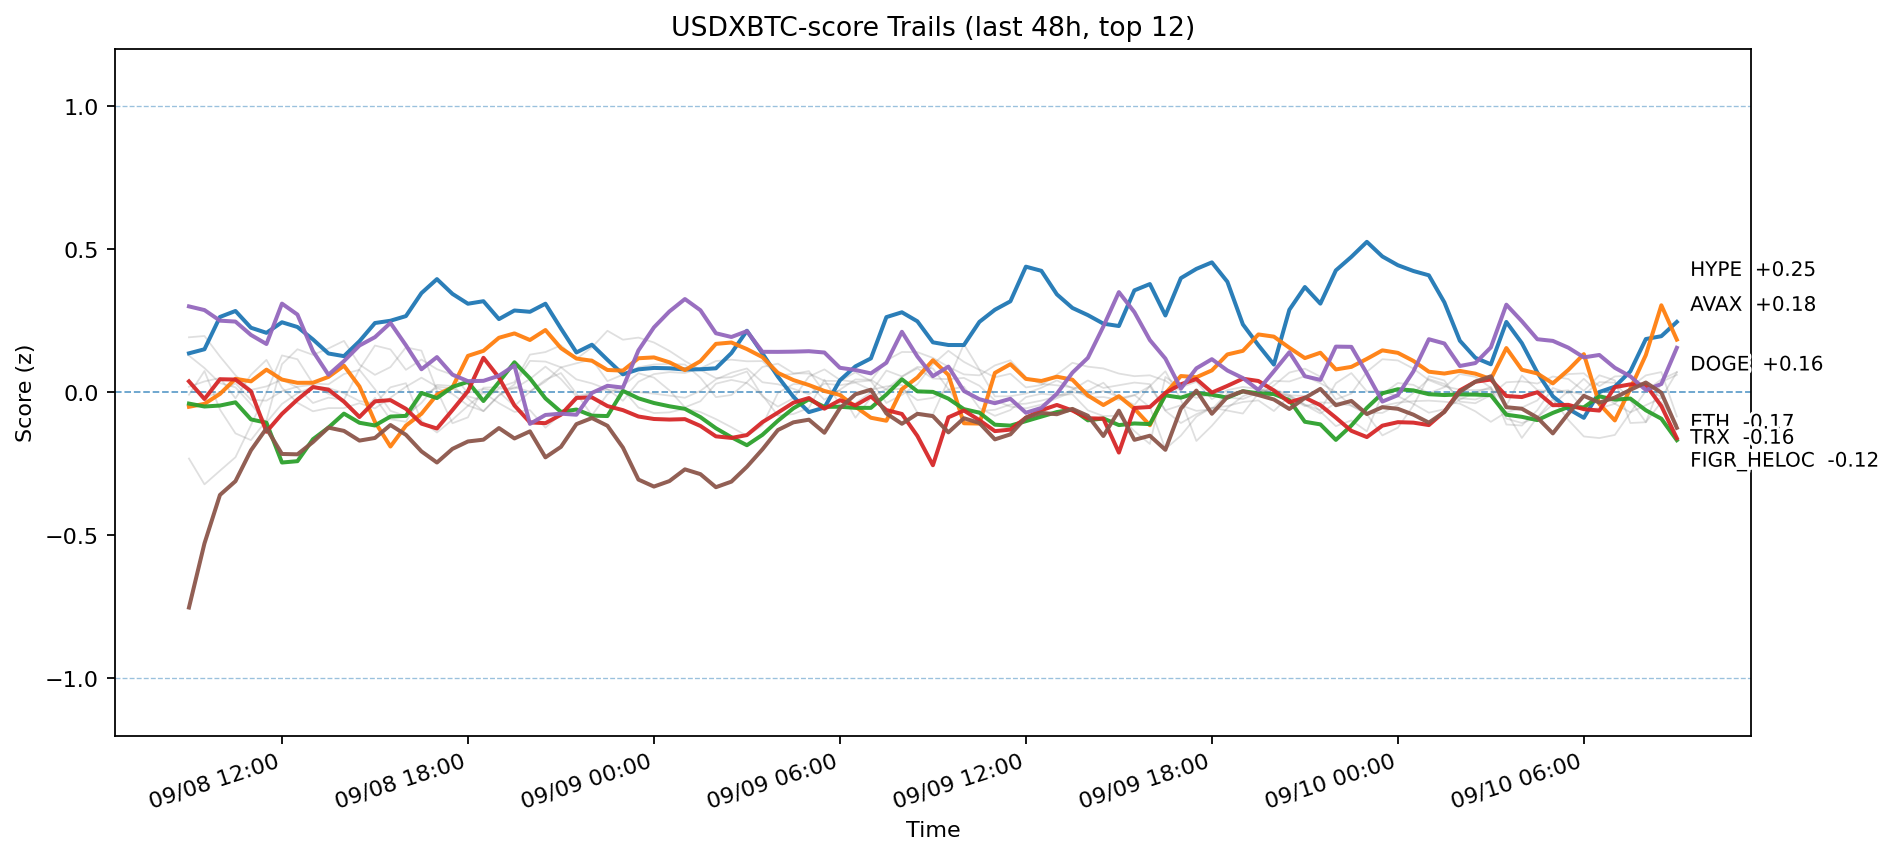 USDXBTC-score Trails (last 48h, top 12)
Score (z)
1.0
0.5
0.0
−0.5
−1.0
HYPE +0.25
AVAX +0.18
DOGE +0.16
ETH -0.17
TRX -0.16
FIGR_HELOC -0.12
09/08 12:00
09/08 18:00
09/09 00:00
09/09 06:00
09/09 12:00
09/09 18:00
09/10 00:00
09/10 06:00
Time